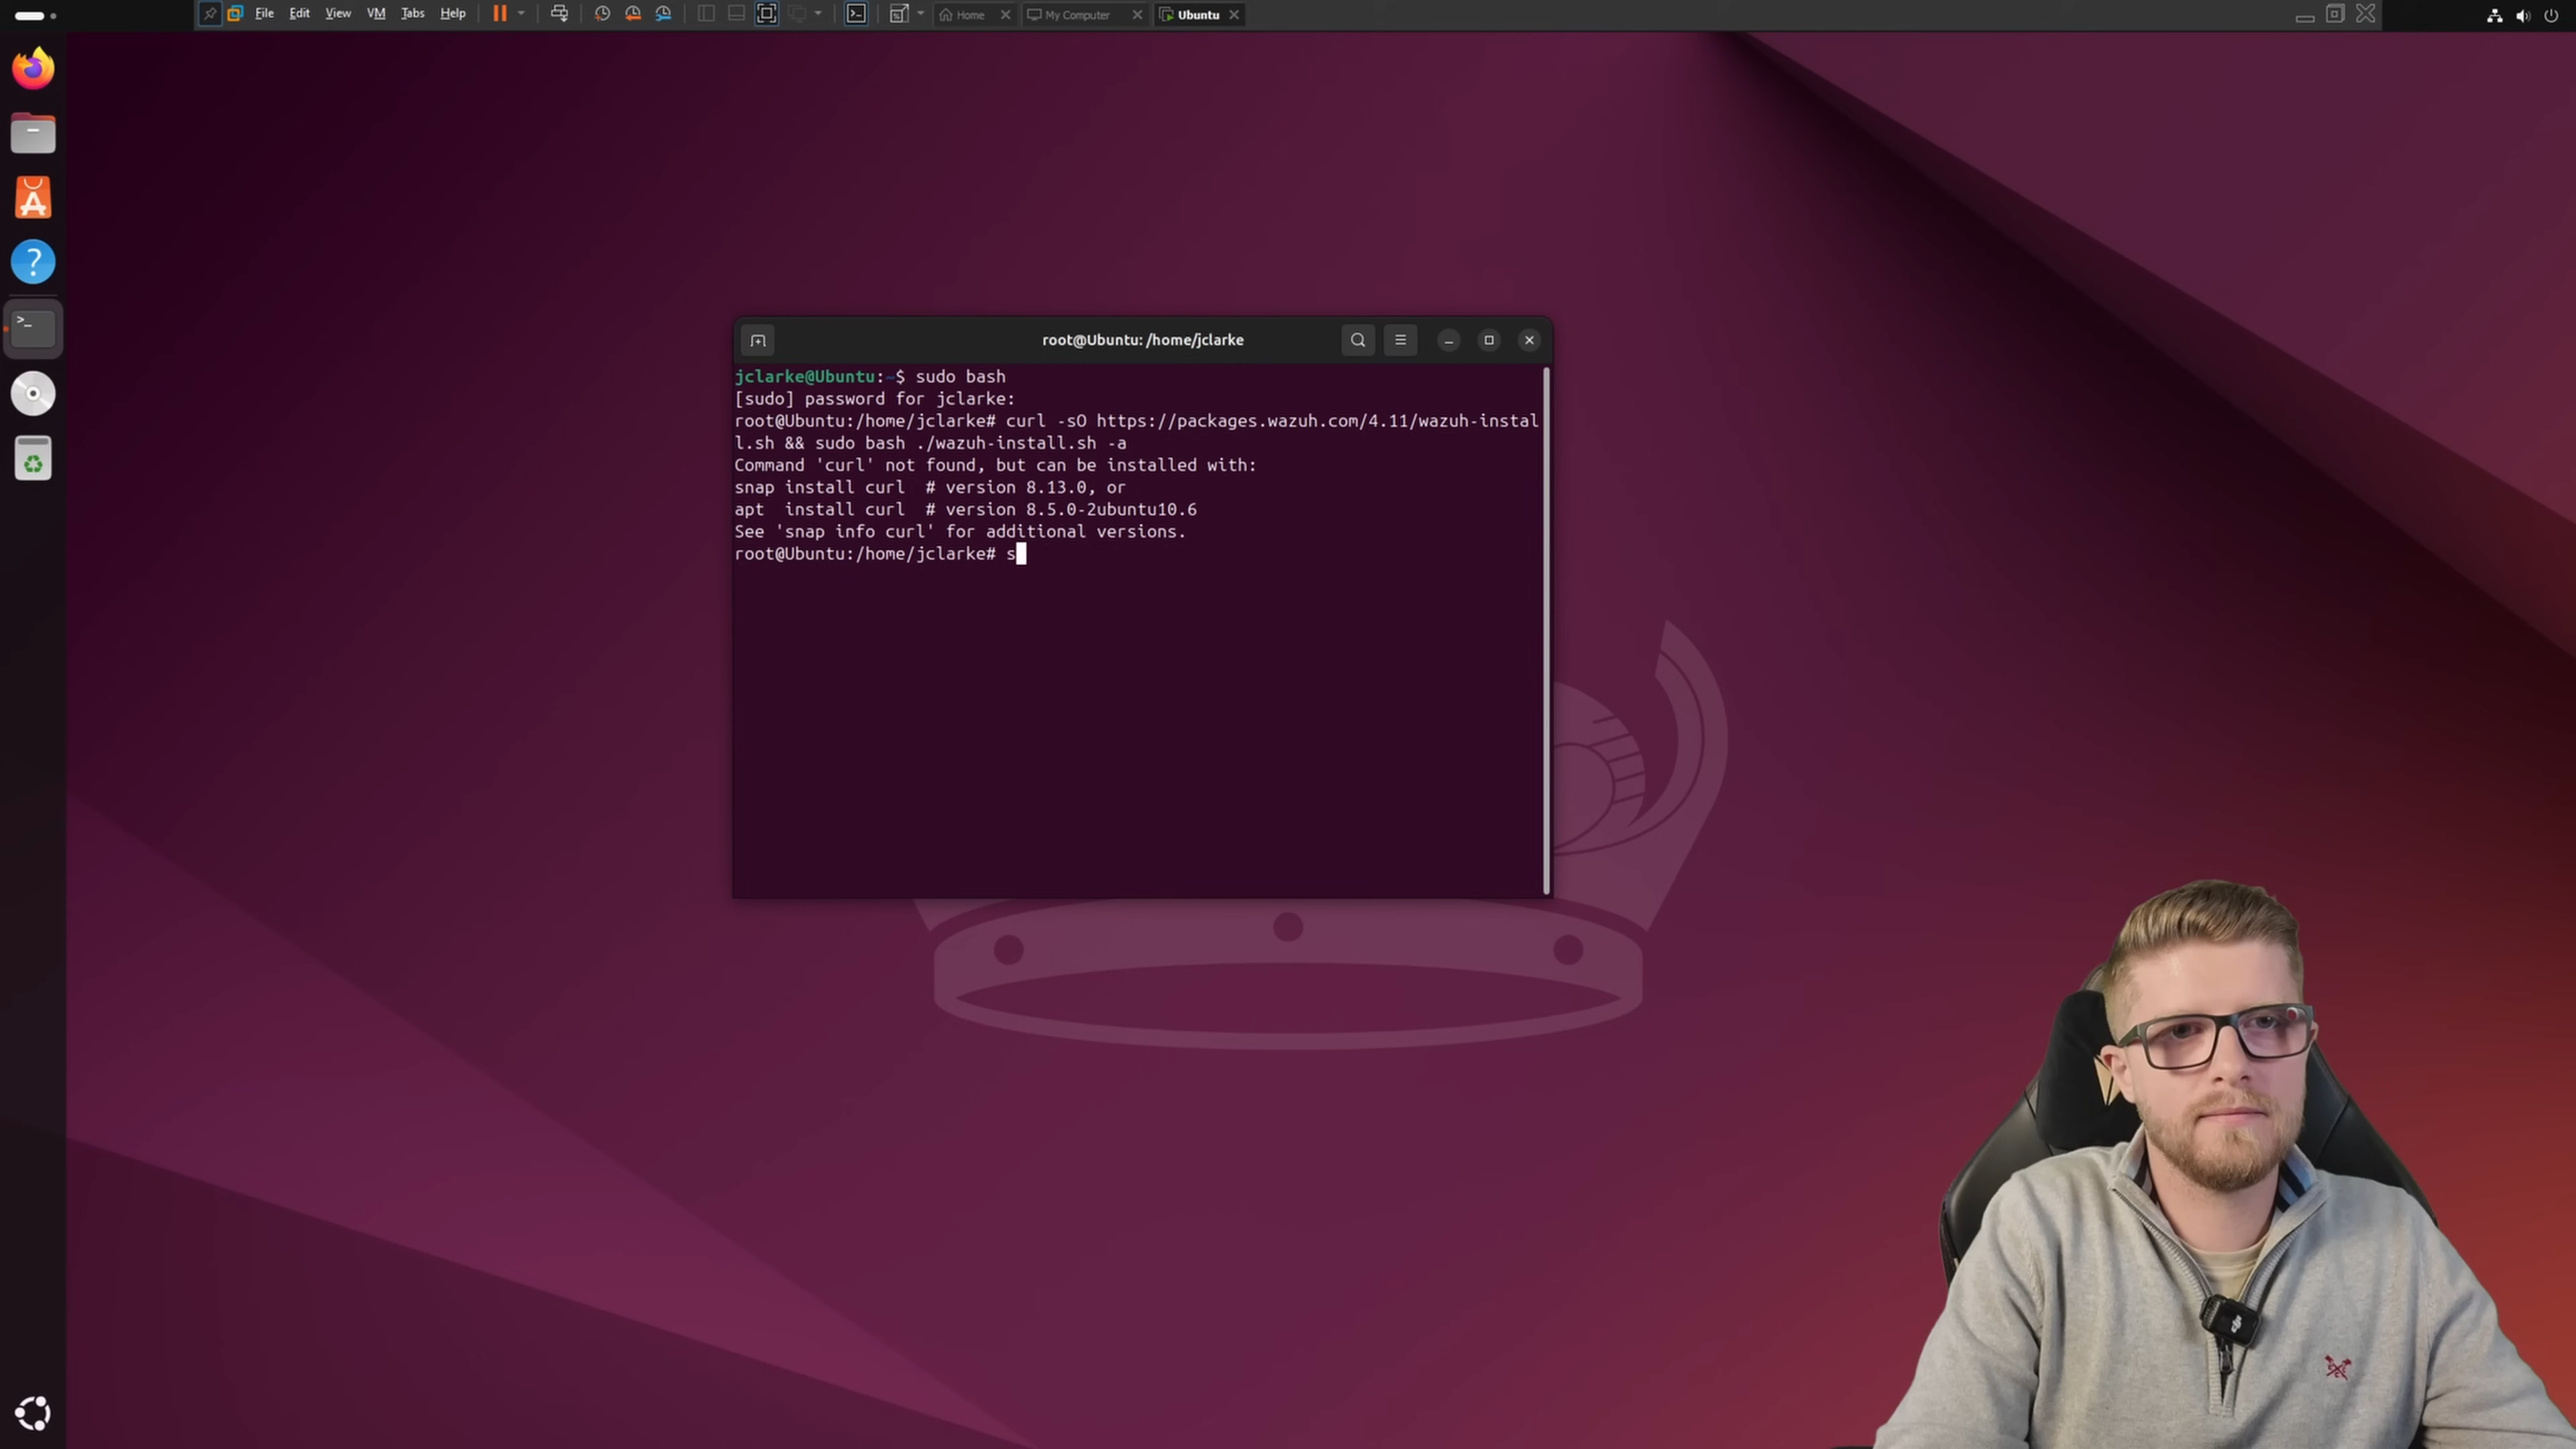 File Edit View VM Tabs Help Home My Computer Ubuntu
root@Ubuntu: /home/jclarke
jclarke@Ubuntu:~$ sudo bash
[sudo] password for jclarke:
root@Ubuntu:/home/jclarke# curl -sO https://packages.wazuh.com/4.11/wazuh-instal
l.sh && sudo bash ./wazuh-install.sh -a
Command 'curl' not found, but can be installed with:
snap install curl  # version 8.13.0, or
apt  install curl  # version 8.5.0-2ubuntu10.6
See 'snap info curl' for additional versions.
root@Ubuntu:/home/jclarke# s
dji